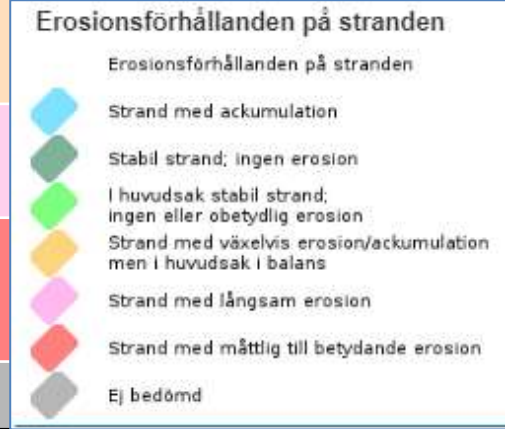 Erosionsförhållanden på stranden
Erosionsförhållanden på stranden
Strand med ackumulation
Stabil strand; ingen erosion
I huvudsak stabil strand;
ingen eller obetydlig erosion
Strand med växelvis erosion/ackumulation
men i huvudsak i balans
Strand med långsam erosion
Strand med måttlig till betydande erosion
Ej bedömd